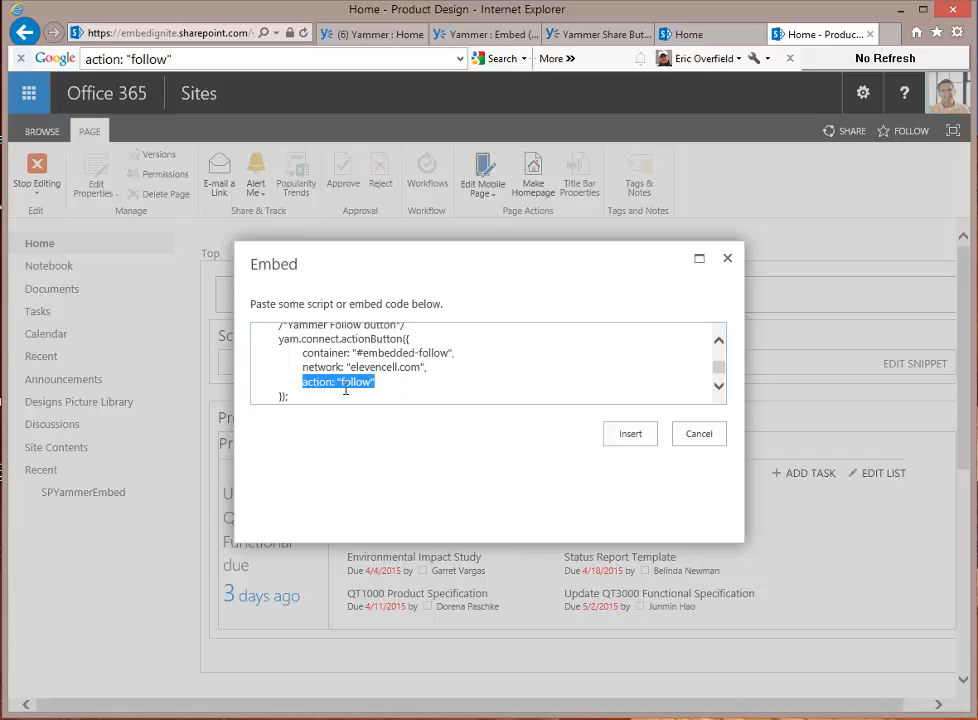 Home - Product Design - Internet Explorer
https://embedignite.sharepoint.com/
(6) Yammer : Home
Yammer : Embed (...
Yammer Share But...
Home
Home - Produc...
Google
action: "follow"
Search
More »
Eric Overfield
No Refresh
Office 365
Sites
BROWSE
PAGE
SHARE
FOLLOW
Stop Editing
Edit
Properties
Versions
Permissions
Delete Page
E-mail a
Link
Alert
Me
Popularity
Trends
Approve
Reject
Workflows
Edit Mobile
Page
Make
Homepage
Title Bar
Properties
Tags &
Notes
Edit
Manage
Share & Track
Approval
Workflow
Page Actions
Tags and Notes
Home
Notebook
Documents
Tasks
Calendar
Recent
Announcements
Designs Picture Library
Discussions
Site Contents
Recent
SPYammerEmbed
Top
EDIT SNIPPET
Embed
Paste some script or embed code below.
/*Yammer Follow button*/
yam.connect.actionButton({
container: "#embedded-follow",
network: "elevencell.com",
action: "follow"
});
Insert
Cancel
+ ADD TASK
EDIT LIST
Functional
due
3 days ago
Environmental Impact Study
Due 4/4/2015 by Garret Vargas
Status Report Template
Due 4/18/2015 by Belinda Newman
QT1000 Product Specification
Due 4/11/2015 by Dorena Paschke
Update QT3000 Functional Specification
Due 5/2/2015 by Junmin Hao